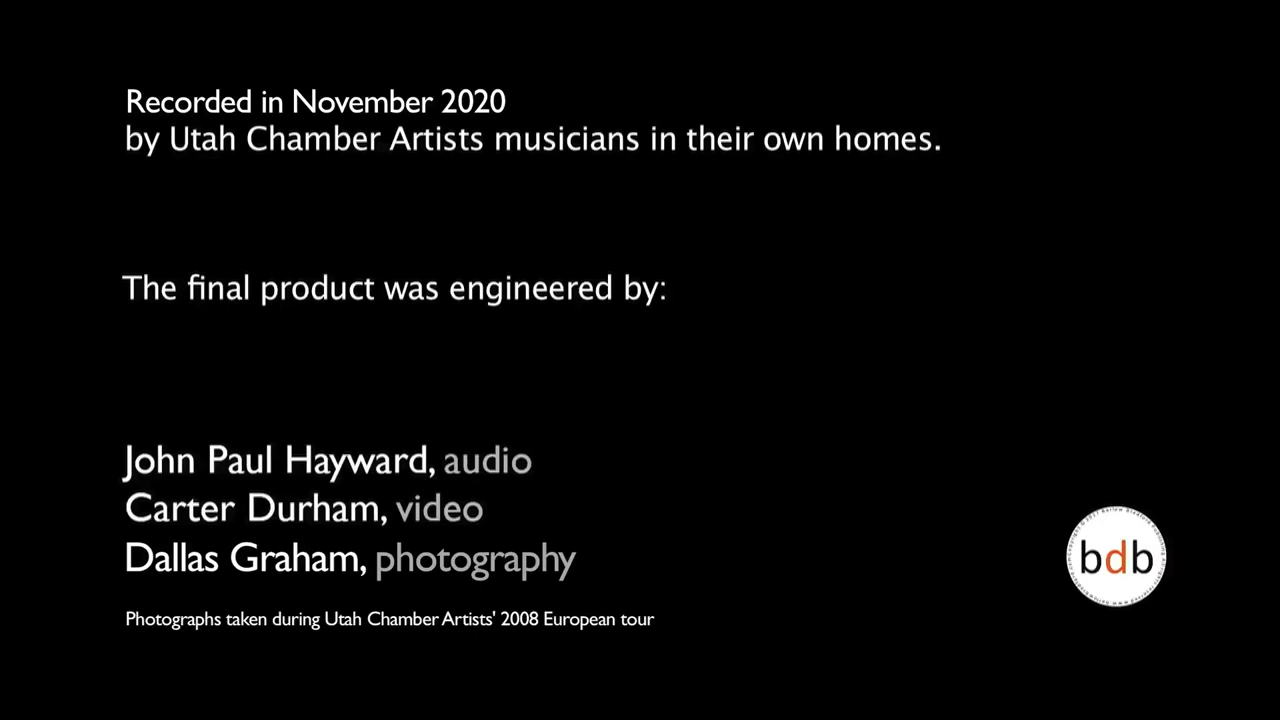 Recorded in November 2020
by Utah Chamber Artists musicians in their own homes.
The final product was engineered by:
John Paul Hayward, audio
Carter Durham, video
Dallas Graham, photography
bdb
Photographs taken during Utah Chamber Artists' 2008 European tour